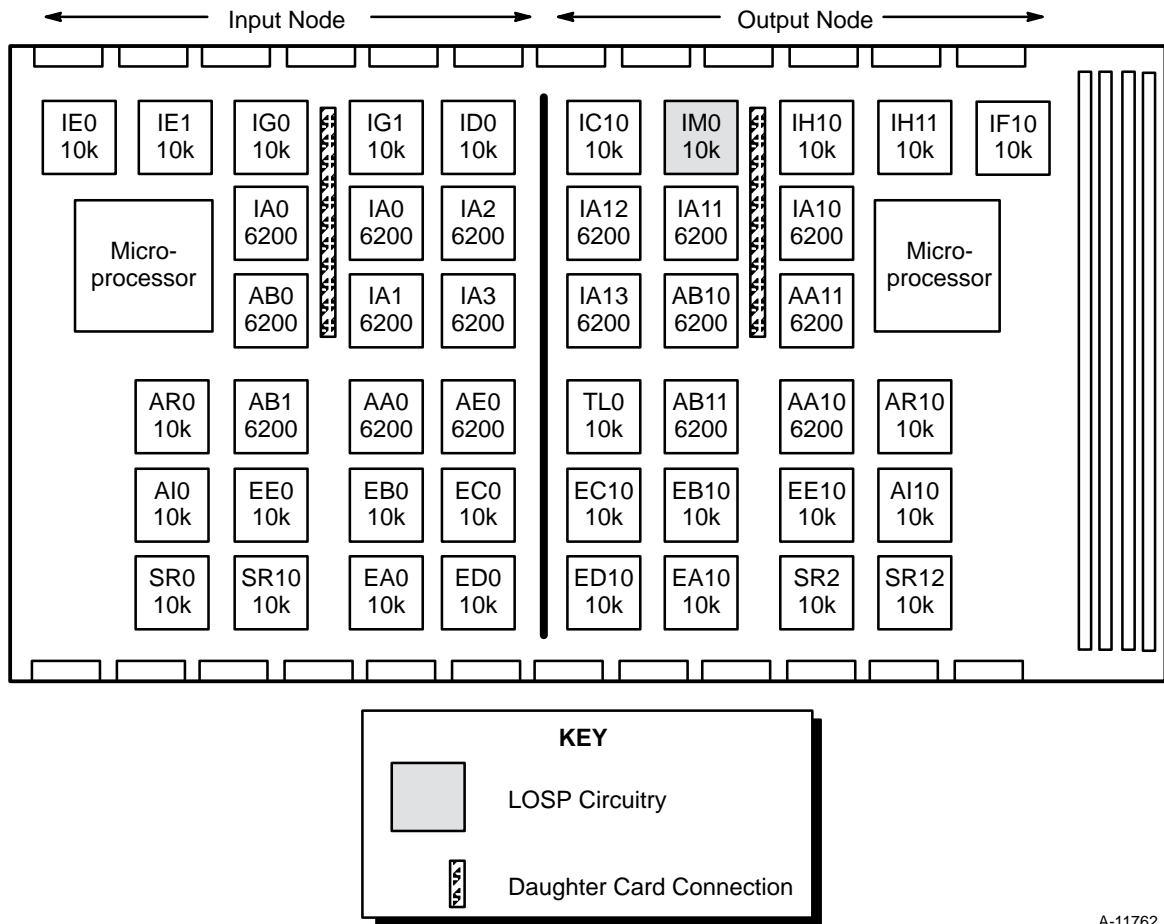 Input Node
Output Node
IE0
10k
IE1
10k
IG0
10k
IG1
10k
ID0
10k
IC10
10k
IM0
10k
IH10
10k
IH11
10k
IF10
10k
Micro-
processor
IA0
6200
IA0
6200
IA2
6200
IA12
6200
IA11
6200
IA10
6200
Micro-
processor
AB0
6200
IA1
6200
IA3
6200
IA13
6200
AB10
6200
AA11
6200
AR0
10k
AB1
6200
AA0
6200
AE0
6200
TL0
10k
AB11
6200
AA10
6200
AR10
10k
AI0
10k
EE0
10k
EB0
10k
EC0
10k
EC10
10k
EB10
10k
EE10
10k
AI10
10k
SR0
10k
SR10
10k
EA0
10k
ED0
10k
ED10
10k
EA10
10k
SR2
10k
SR12
10k
KEY
LOSP Circuitry
Daughter Card Connection
A-11762